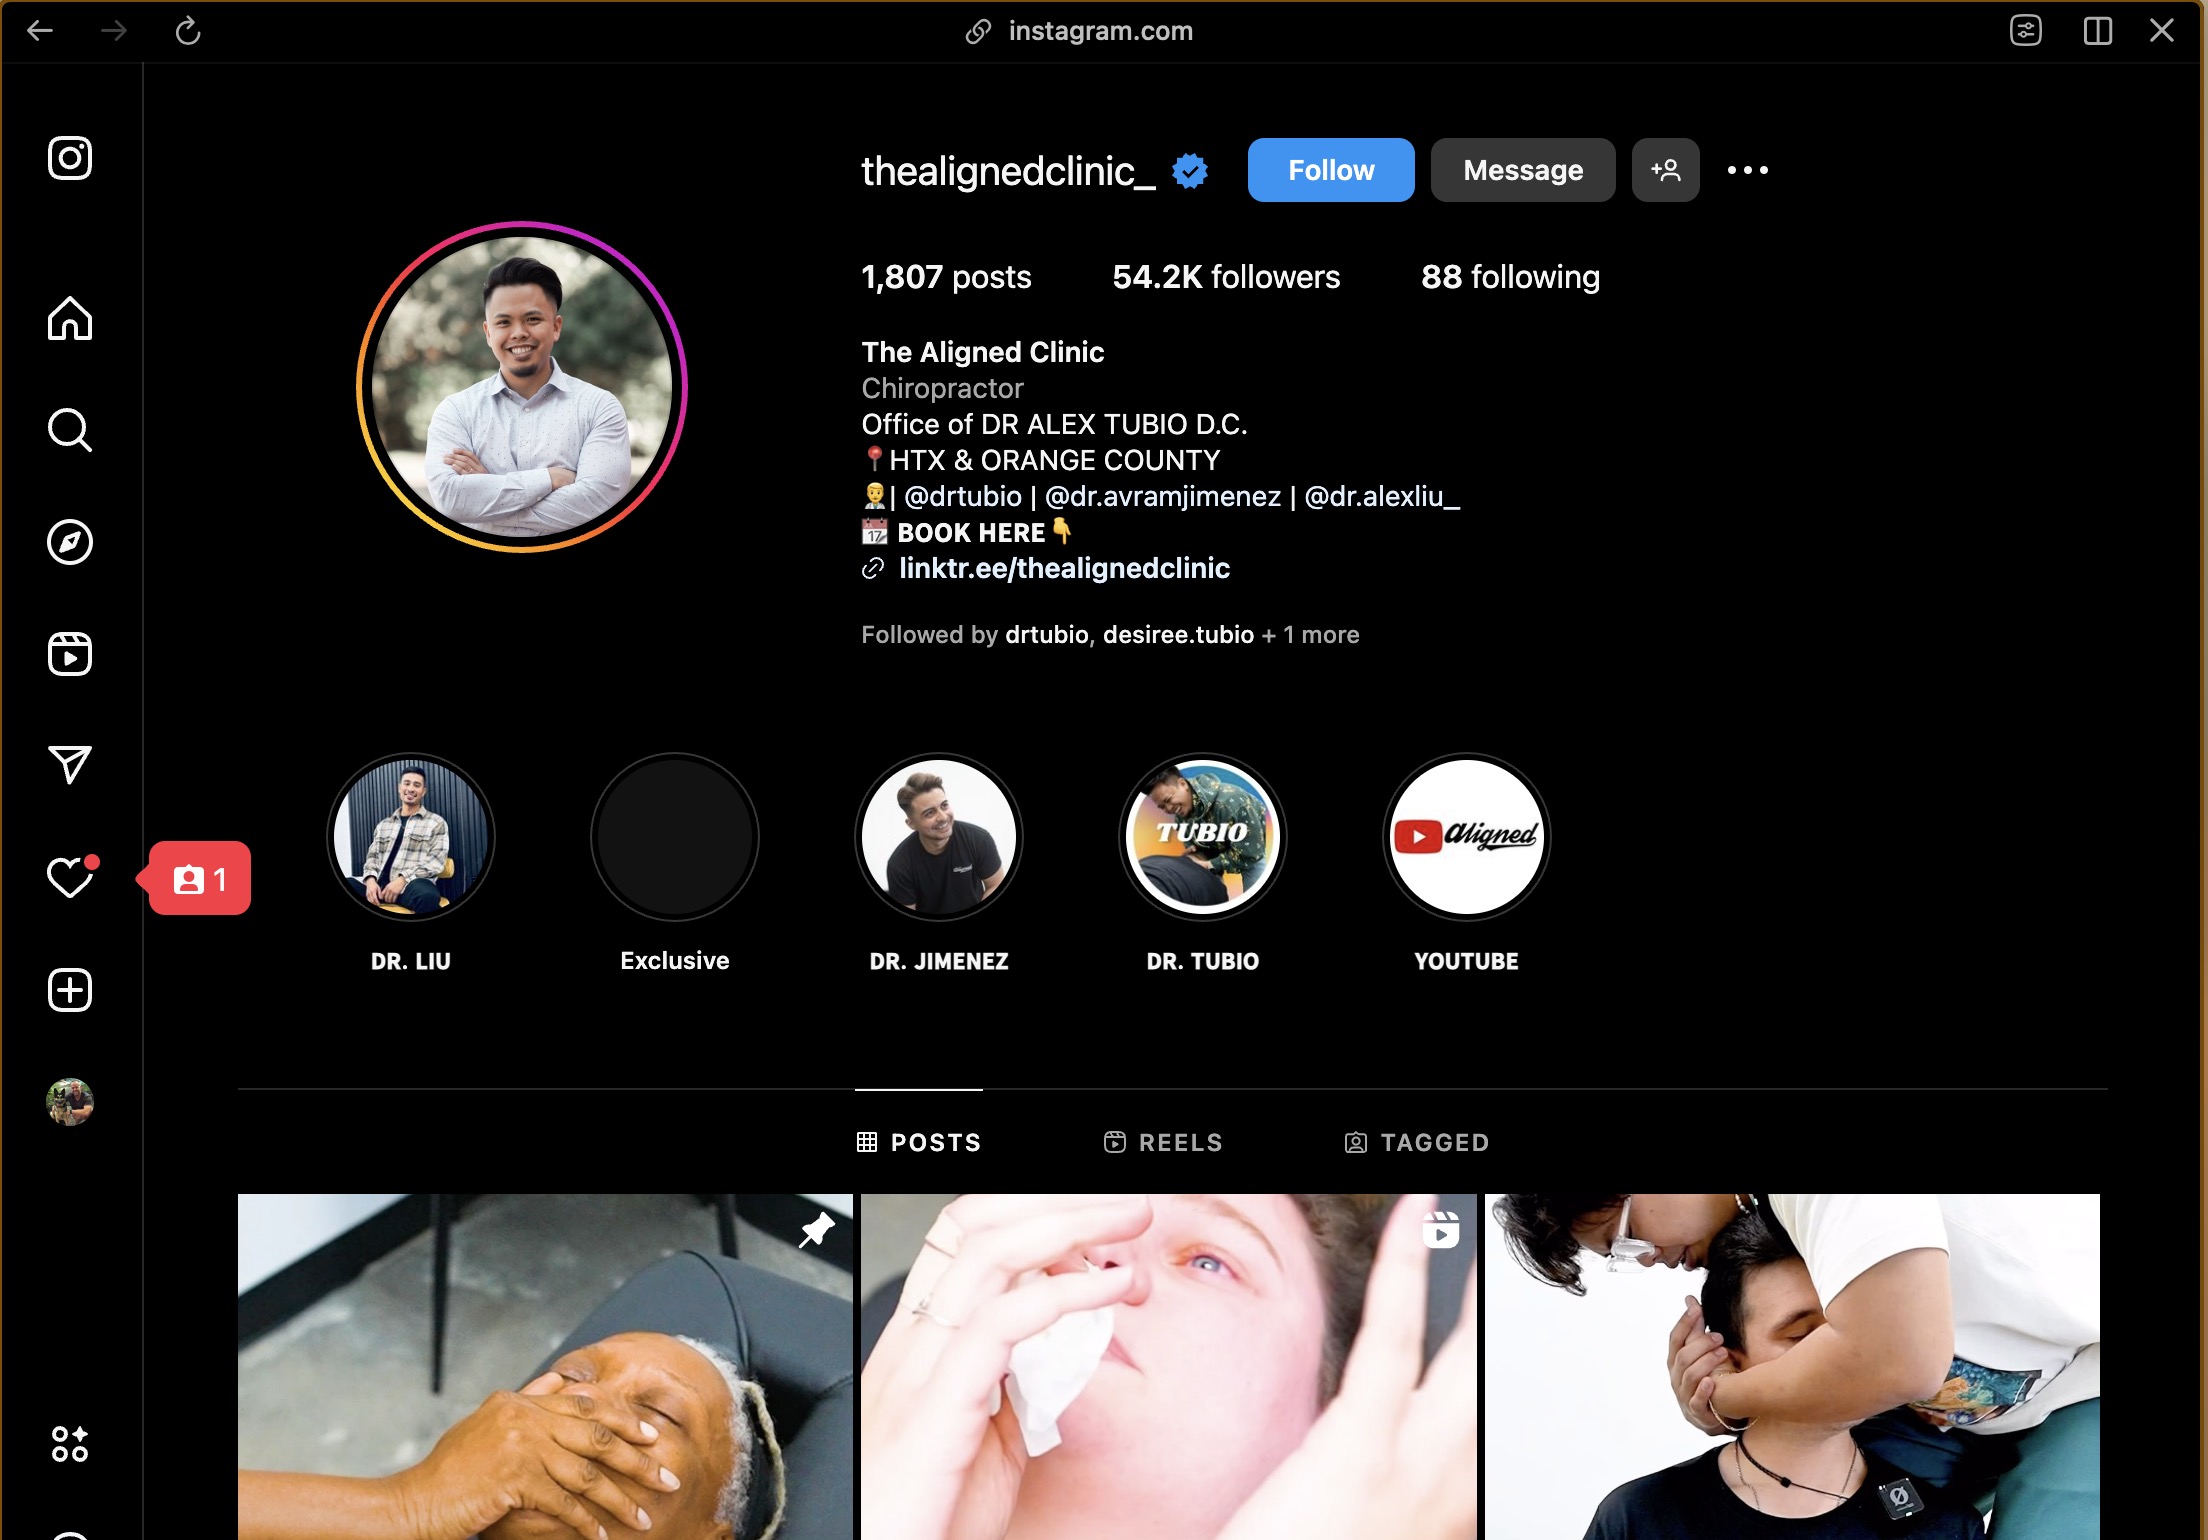 instagram.com
thealignedclinic_
Follow
Message
1,807 posts
54.2K followers
88 following
The Aligned Clinic
Chiropractor
Office of DR ALEX TUBIO D.C.
📍HTX & ORANGE COUNTY
👨‍⚕️| @drtubio | @dr.avramjimenez | @dr.alexliu_
📆 BOOK HERE👇
linktr.ee/thealignedclinic
Followed by drtubio, desiree.tubio + 1 more
1
TUBIO
aligned
DR. LIU
Exclusive
DR. JIMENEZ
DR. TUBIO
YOUTUBE
POSTS
REELS
TAGGED